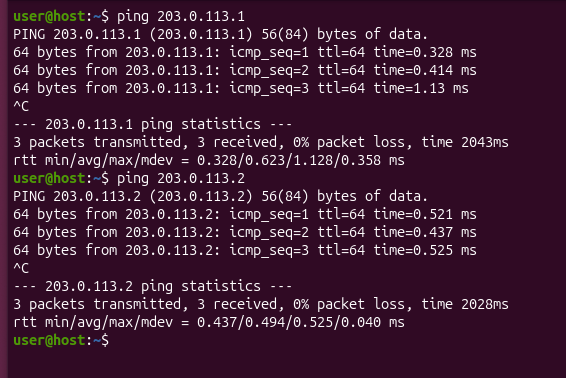 user@host:~$ ping 203.0.113.1
PING 203.0.113.1 (203.0.113.1) 56(84) bytes of data.
64 bytes from 203.0.113.1: icmp_seq=1 ttl=64 time=0.328 ms
64 bytes from 203.0.113.1: icmp_seq=2 ttl=64 time=0.414 ms
64 bytes from 203.0.113.1: icmp_seq=3 ttl=64 time=1.13 ms
^C
--- 203.0.113.1 ping statistics ---
3 packets transmitted, 3 received, 0% packet loss, time 2043ms
rtt min/avg/max/mdev = 0.328/0.623/1.128/0.358 ms
user@host:~$ ping 203.0.113.2
PING 203.0.113.2 (203.0.113.2) 56(84) bytes of data.
64 bytes from 203.0.113.2: icmp_seq=1 ttl=64 time=0.521 ms
64 bytes from 203.0.113.2: icmp_seq=2 ttl=64 time=0.437 ms
64 bytes from 203.0.113.2: icmp_seq=3 ttl=64 time=0.525 ms
^C
--- 203.0.113.2 ping statistics ---
3 packets transmitted, 3 received, 0% packet loss, time 2028ms
rtt min/avg/max/mdev = 0.437/0.494/0.525/0.040 ms
user@host:~$